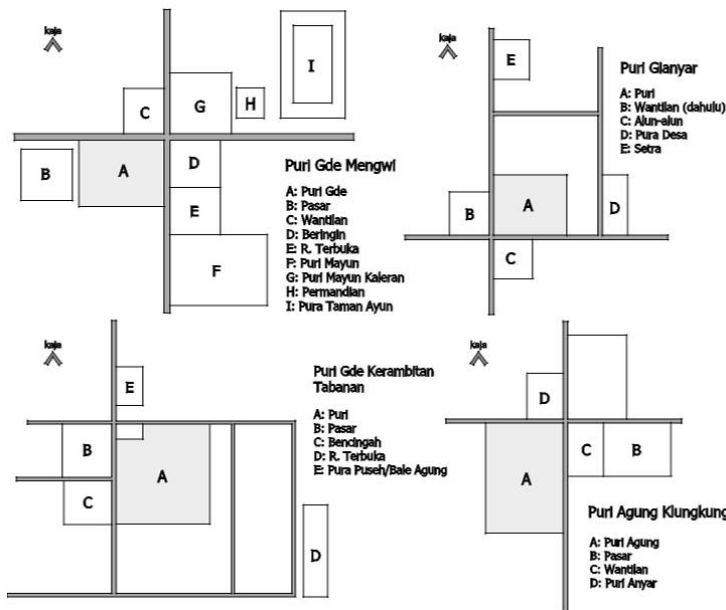 kaja
I
C
G
H
B
A
D
E
F
Puri Gde Mengwi
A: Puri Gde
B: Pasar
C: Wantilan
D: Beringin
E: R. Terbuka
F: Puri Mayun
G: Puri Mayun Kaleran
H: Permandian
I: Pura Taman Ayun
kaja
E
B
A
D
C
Puri Gianyar
A: Puri
B: Wantilan (dahulu)
C: Alun-alun
D: Pura Desa
E: Setra
kaja
E
B
A
C
D
Puri Gde Kerambitan
Tabanan
A: Puri
B: Pasar
C: Bencingah
D: R. Terbuka
E: Pura Puseh/Bale Agung
kaja
D
A
C
B
Puri Agung Klungkung
A: Puri Agung
B: Pasar
C: Wantilan
D: Puri Anyar